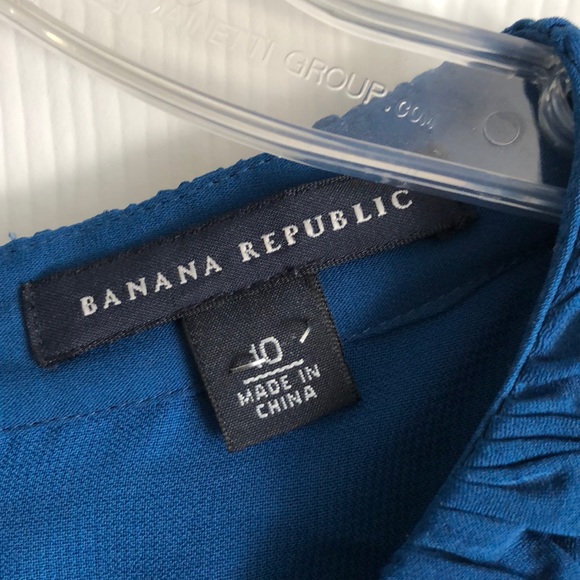 GROUP.COM
BANANA REPUBLIC
10
MADE IN
CHINA